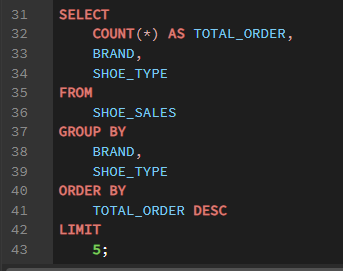 31 SELECT
32     COUNT(*) AS TOTAL_ORDER,
33     BRAND,
34     SHOE_TYPE
35 FROM
36     SHOE_SALES
37 GROUP BY
38     BRAND,
39     SHOE_TYPE
40 ORDER BY
41     TOTAL_ORDER DESC
42 LIMIT
43     5;